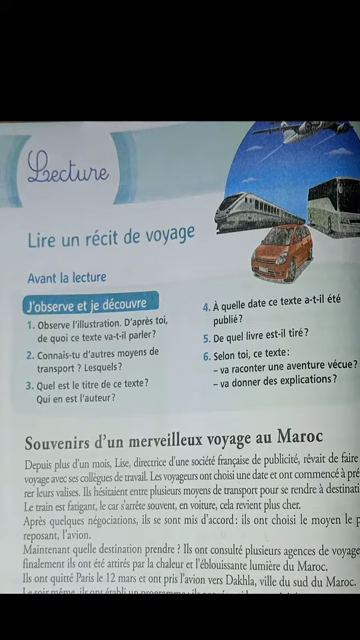 Lecture
Lire un récit de voyage
Avant la lecture
J'observe et je découvre
1. Observe l'illustration. D'après toi,
de quoi ce texte va-t-il parler?
2. Connais-tu d'autres moyens de
transport ? Lesquels?
3. Quel est le titre de ce texte?
Qui en est l'auteur?
4. À quelle date ce texte a-t-il été
publié?
5. De quel livre est-il tiré?
6. Selon toi, ce texte:
– va raconter une aventure vécue?
– va donner des explications?
Souvenirs d'un merveilleux voyage au Maroc
Depuis plus d'un mois, Lise, directrice d'une société française de publicité, rêvait de faire
voyage avec ses collègues de travail. Les voyageurs ont choisi une date et ont commencé à pré
rer leurs valises. Ils hésitaient entre plusieurs moyens de transport pour se rendre à destinati
Le train est fatigant, le car s'arrête souvent, en voiture, cela revient plus cher.
Après quelques négociations, ils se sont mis d'accord: ils ont choisi le moyen le p
reposant, l'avion.
Maintenant quelle destination prendre ? Ils ont consulté plusieurs agences de voyage
finalement ils ont été attirés par la chaleur et l'éblouissante lumière du Maroc.
Ils ont quitté Paris le 12 mars et ont pris l'avion vers Dakhla, ville du sud du Maroc.
Le soir même, ils ont établi un